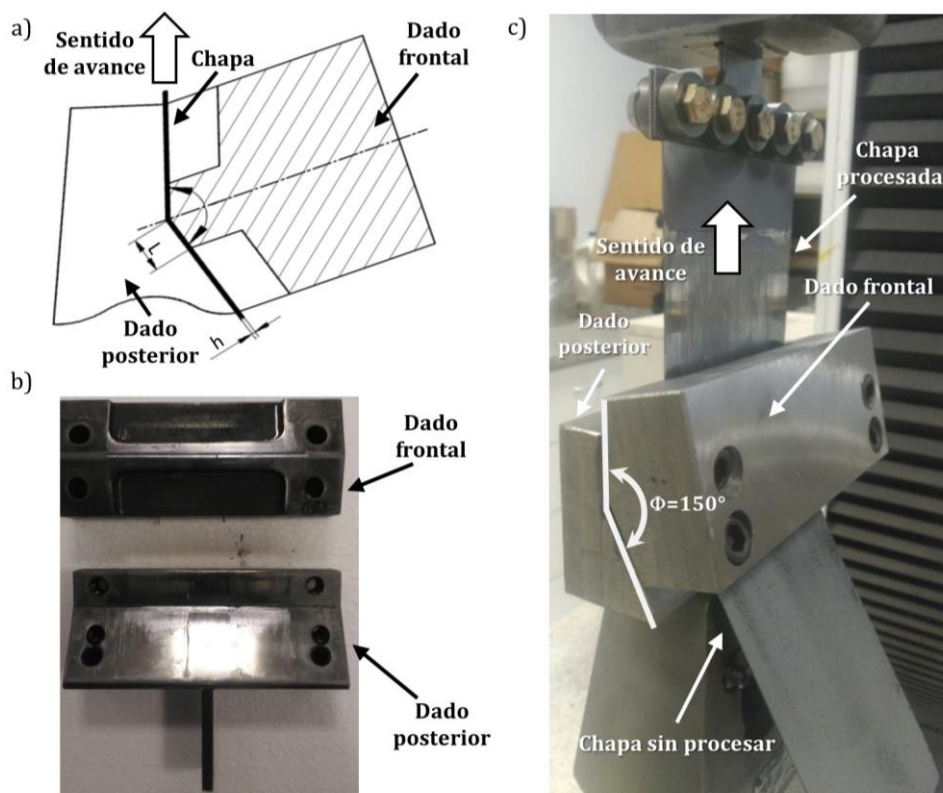 a)
Sentido
de avance
Chapa
Dado
frontal
L
h
Dado
posterior
b)
Dado
frontal
Dado
posterior
c)
Chapa
procesada
Sentido de
avance
Dado frontal
Dado
posterior
Φ=150°
Chapa sin procesar